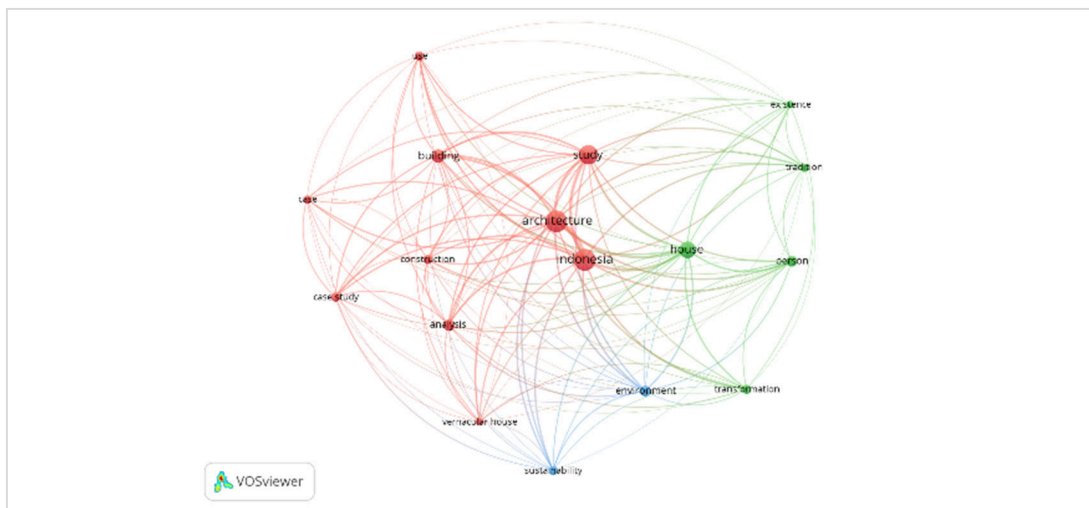 use
existence
building
study
tradition
case
architecture
house
construction
indonesia
person
case study
analysis
environment
transformation
vernacular house
sustainability
VOSviewer